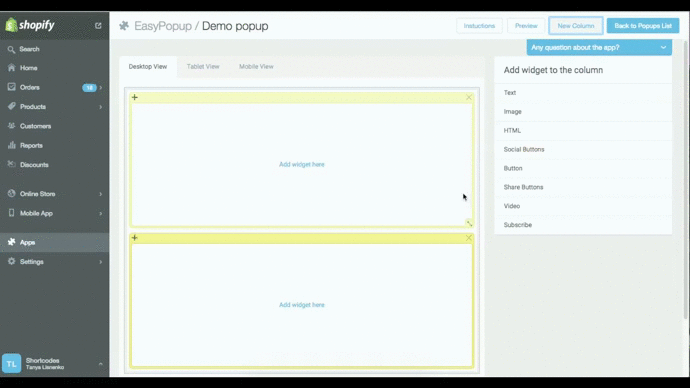 shopify
EasyPopup / Demo popup
Instuctions
Preview
New Column
Back to Popups List
Any question about the app?
Search
Home
Orders 18
Products
Customers
Reports
Discounts
Online Store
Mobile App
Apps
Settings
TL
Shortcodes
Tanya Lisnienko
Desktop View
Tablet View
Mobile View
Add widget here
Add widget here
Add widget to the column
Text
Image
HTML
Social Buttons
Button
Share Buttons
Video
Subscribe